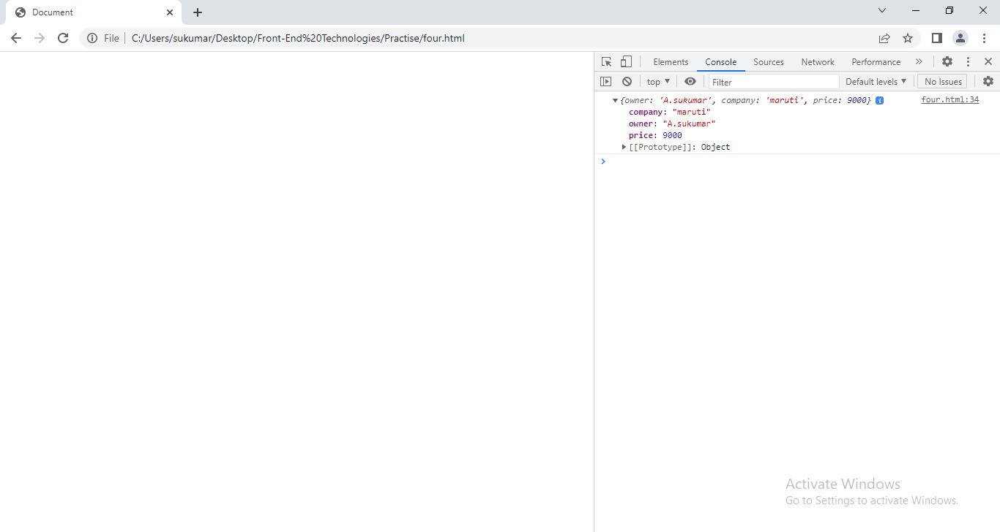 Document
File C:/Users/sukumar/Desktop/Front-End%20Technologies/Practise/four.html
Elements Console Sources Network Performance »
top ▼ Filter Default levels ▼ No Issues
▼{owner: 'A.sukumar', company: 'maruti', price: 9000} i four.html:34
company: "maruti"
owner: "A.sukumar"
price: 9000
▶[[Prototype]]: Object
>
Activate Windows
Go to Settings to activate Windows.